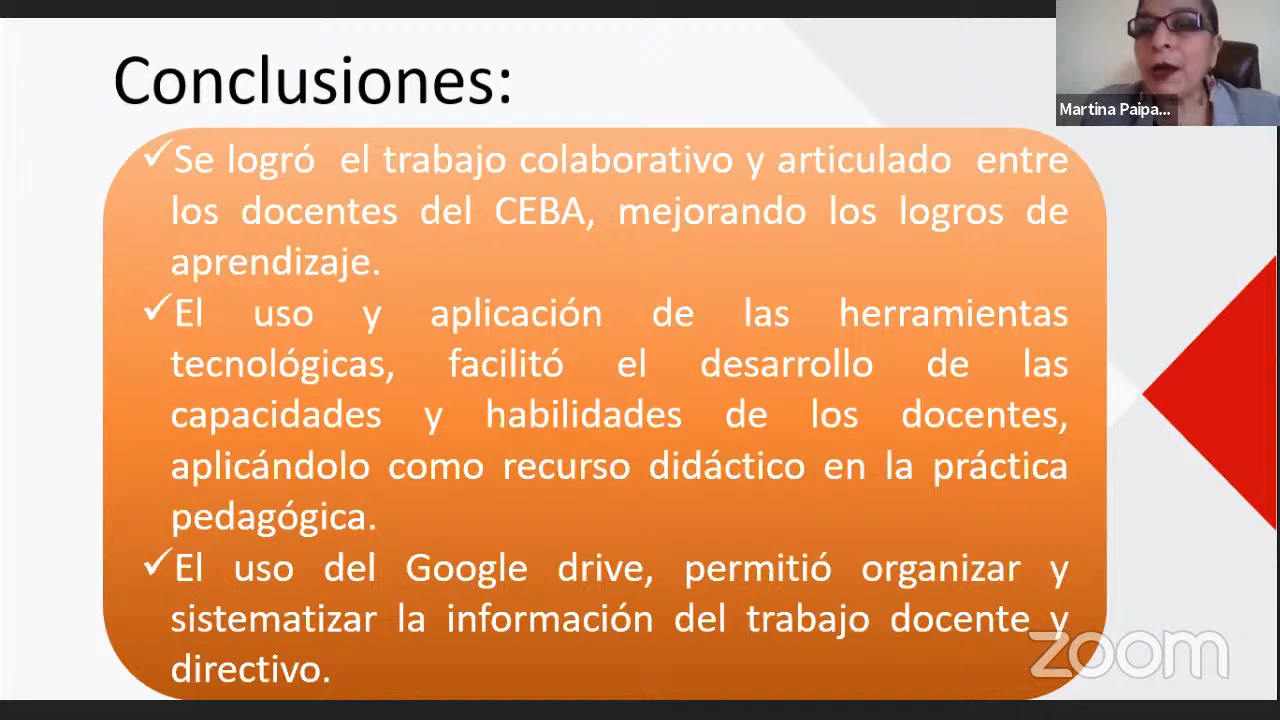 Conclusiones:
Martina Paipa...
✓Se logró el trabajo colaborativo y articulado entre
los docentes del CEBA, mejorando los logros de
aprendizaje.
✓El uso y aplicación de las herramientas
tecnológicas, facilitó el desarrollo de las
capacidades y habilidades de los docentes,
aplicándolo como recurso didáctico en la práctica
pedagógica.
✓El uso del Google drive, permitió organizar y
sistematizar la información del trabajo docente y
directivo.
zoom